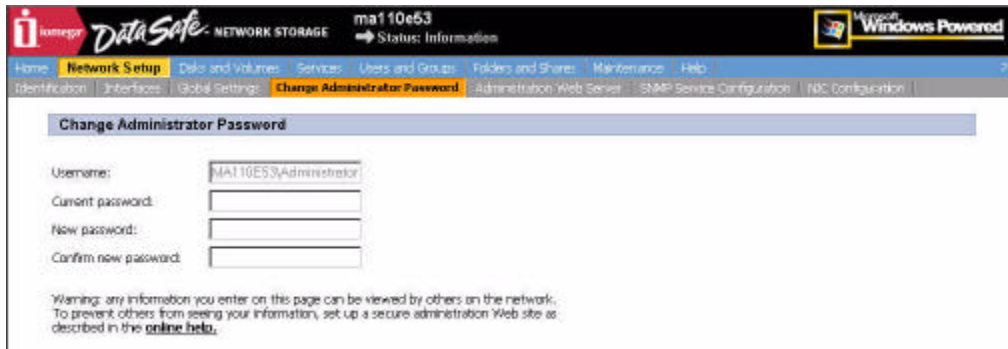 iomega DataSafe - NETWORK STORAGE
ma110e53
Status: Information
Microsoft
Windows Powered
Home Network Setup Disks and Volumes Services Users and Groups Folders and Shares Maintenance Help ?
Identification Interfaces Global Settings Change Administrator Password Administration Web Server SNMP Service Configuration NIC Configuration
Change Administrator Password
Username: MA110E53\Administrator
Current password:
New password:
Confirm new password:
Warning: any information you enter on this page can be viewed by others on the network.
To prevent others from seeing your information, set up a secure administration Web site as
described in the online help.